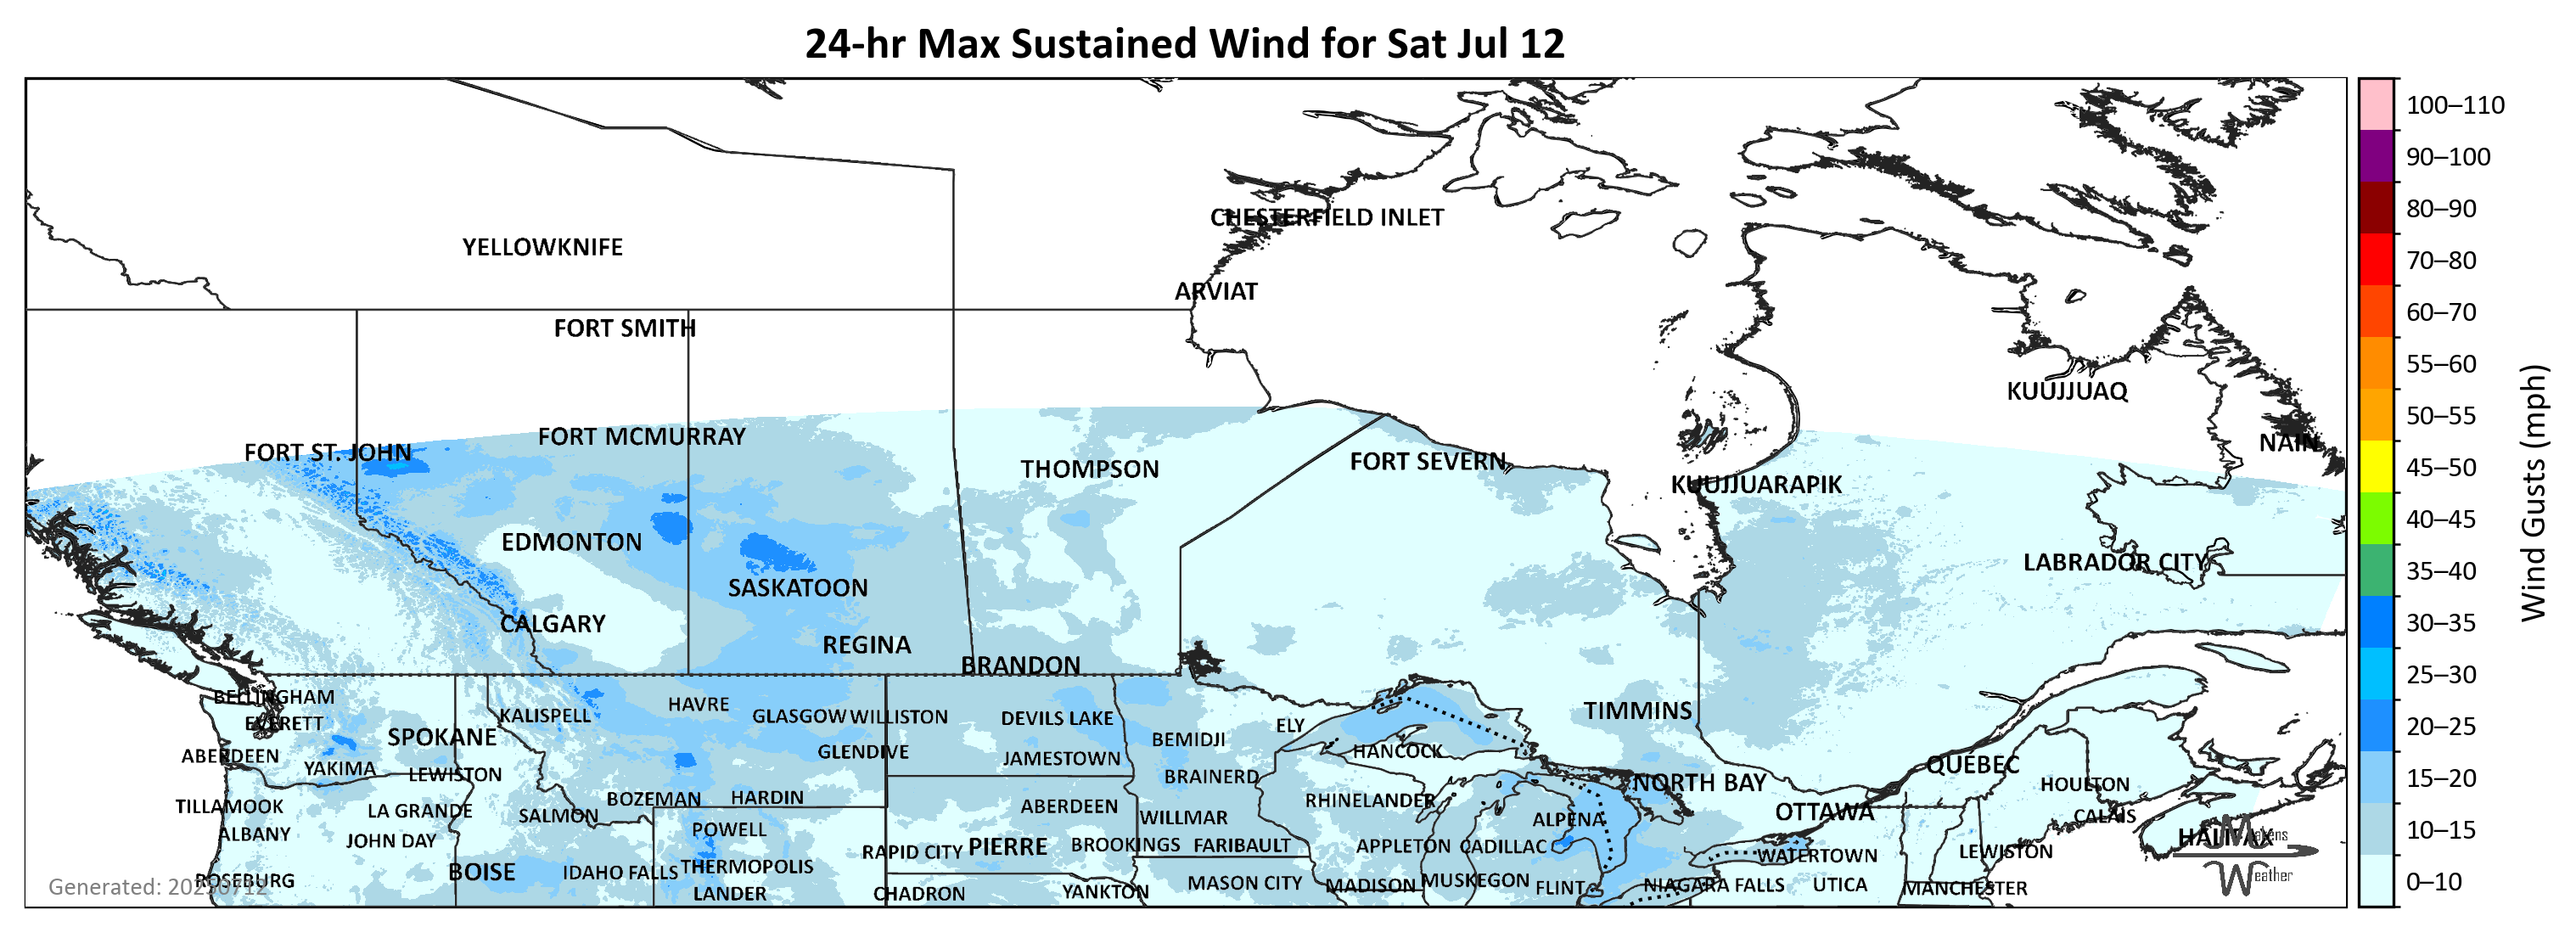 24-hr Max Sustained Wind for Sat Jul 12
100–110
90–100
CHESTERFIELD INLET
80–90
YELLOWKNIFE
70–80
ARVIAT
60–70
FORT SMITH
55–60
KUUJJUAQ
50–55
FORT MCMURRAY
NAIN
FORT ST. JOHN
FORT SEVERN
THOMPSON
45–50
KUUJJUARAPIK
Wind Gusts (mph)
40–45
EDMONTON
LABRADOR CITY
35–40
SASKATOON
CALGARY
30–35
REGINA
BRANDON
25–30
BELLINGHAM
HAVRE
TIMMINS
KALISPELL
GLASGOW
WILLISTON
DEVILS LAKE
EVERETT
ELY
20–25
SPOKANE
BEMIDJI
HANCOCK
GLENDIVE
ABERDEEN
JAMESTOWN
QUÉBEC
YAKIMA
LEWISTON
BRAINERD
15–20
NORTH BAY
HOULTON
BOZEMAN
HARDIN
RHINELANDER
TILLAMOOK
LA GRANDE
ABERDEEN
OTTAWA
SALMON
CALAIS
WILLMAR
ALPENA
10–15
POWELL
ALBANY
HALIFAX
Makens
JOHN DAY
PIERRE
BROOKINGS
FARIBAULT
APPLETON
CADILLAC
RAPID CITY
LEWISTON
WATERTOWN
THERMOPOLIS
BOISE
IDAHO FALLS
Weather
ROSEBURG
MUSKEGON
0–10
MASON CITY
MADISON
FLINT
NIAGARA FALLS
UTICA
MANCHESTER
Generated: 20250712
LANDER
CHADRON
YANKTON